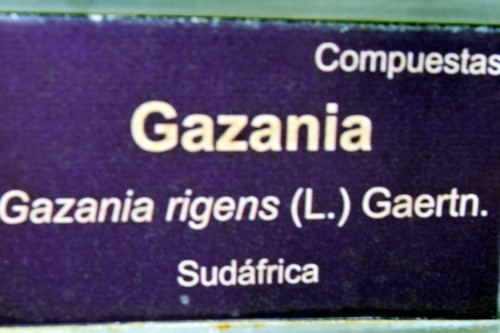 Compuestas
Gazania
Gazania rigens (L.) Gaertn.
Sudáfrica